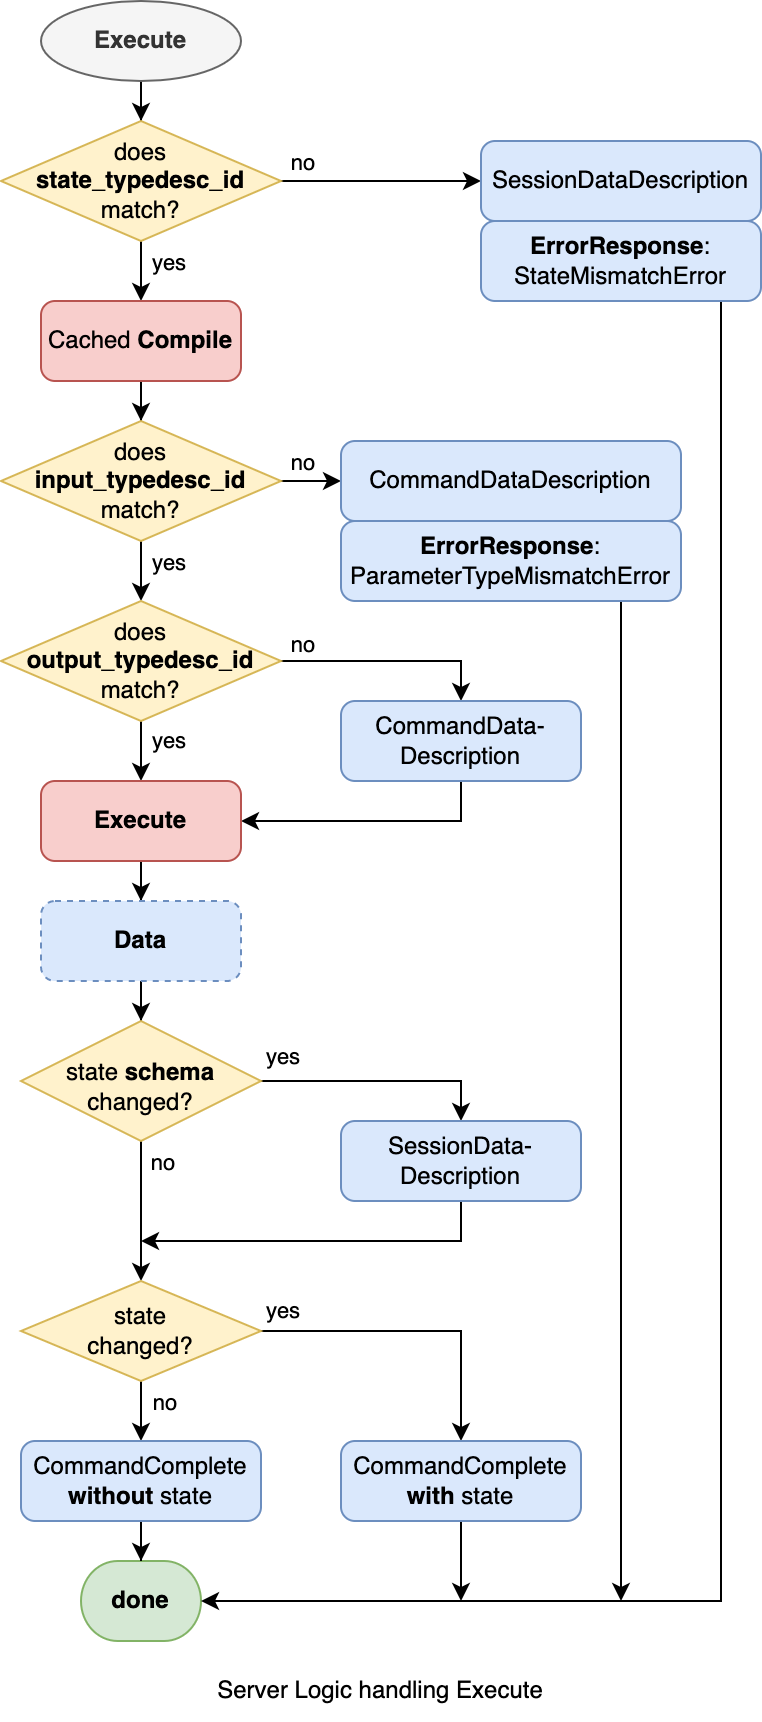 Execute
does
state_typedesc_id
match?
no
SessionDataDescription
ErrorResponse:
StateMismatchError
yes
Cached Compile
does
input_typedesc_id
match?
no
CommandDataDescription
ErrorResponse:
ParameterTypeMismatchError
yes
does
output_typedesc_id
match?
no
CommandData-
Description
yes
Execute
Data
state schema
changed?
yes
SessionData-
Description
no
state
changed?
yes
no
CommandComplete
without state
CommandComplete
with state
done
Server Logic handling Execute